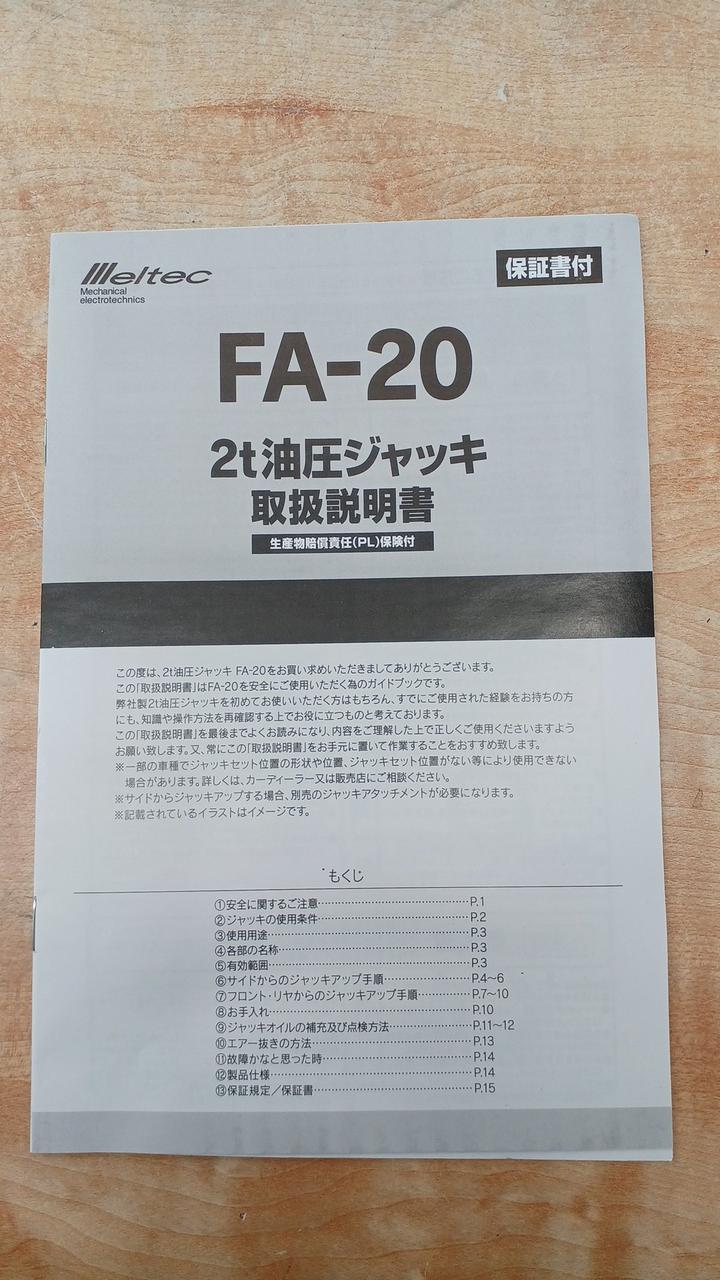 Meltec
Mechanical
electrotechnics
保証書付
FA-20
2t油圧ジャッキ
取扱説明書
生産物賠償責任(PL)保険付
この度は、2t油圧ジャッキ FA-20をお買い求めいただきましてありがとうございます。
この「取扱説明書」はFA-20を安全にご使用いただく為のガイドブックです。
弊社製2t油圧ジャッキを初めてお使いいただく方はもちろん、すでにご使用された経験をお持ちの方
にも、知識や操作方法を再確認する上でお役に立つものと考えております。
この「取扱説明書」を最後までよくお読みになり、内容をご理解した上で正しくご使用くださいますよう
お願い致します。又、常にこの「取扱説明書」をお手元に置いて作業することをおすすめ致します。
※一部の車種でジャッキセット位置の形状や位置、ジャッキセット位置がない等により使用できない
場合があります。詳しくは、カーディーラー又は販売店にご相談ください。
※サイドからジャッキアップする場合、別売のジャッキアタッチメントが必要になります。
※記載されているイラストはイメージです。
もくじ
①安全に関するご注意……………………………………P.1
②ジャッキの使用条件……………………………………P.2
③使用用途…………………………………………………P.3
④各部の名称………………………………………………P.3
⑤有効範囲…………………………………………………P.3
⑥サイドからのジャッキアップ手順……………………P.4～6
⑦フロント・リヤからのジャッキアップ手順…………P.7～10
⑧お手入れ…………………………………………………P.10
⑨ジャッキオイルの補充及び点検方法…………………P.11～12
⑩エアー抜きの方法………………………………………P.13
⑪故障かなと思った時……………………………………P.14
⑫製品仕様…………………………………………………P.14
⑬保証規定／保証書………………………………………P.15